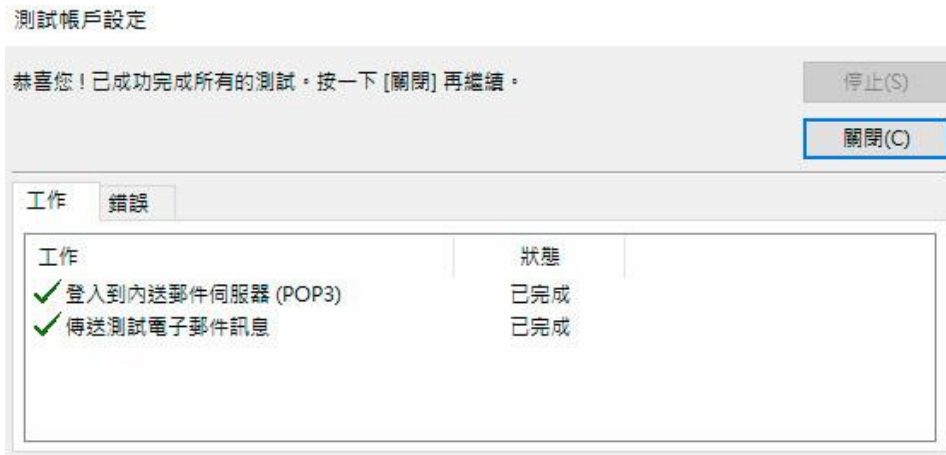 測試帳戶設定
恭喜您！已成功完成所有的測試。按一下 [關閉] 再繼續。
停止(S)
關閉(C)
工作 錯誤
工作 狀態
登入到內送郵件伺服器 (POP3) 已完成
傳送測試電子郵件訊息 已完成